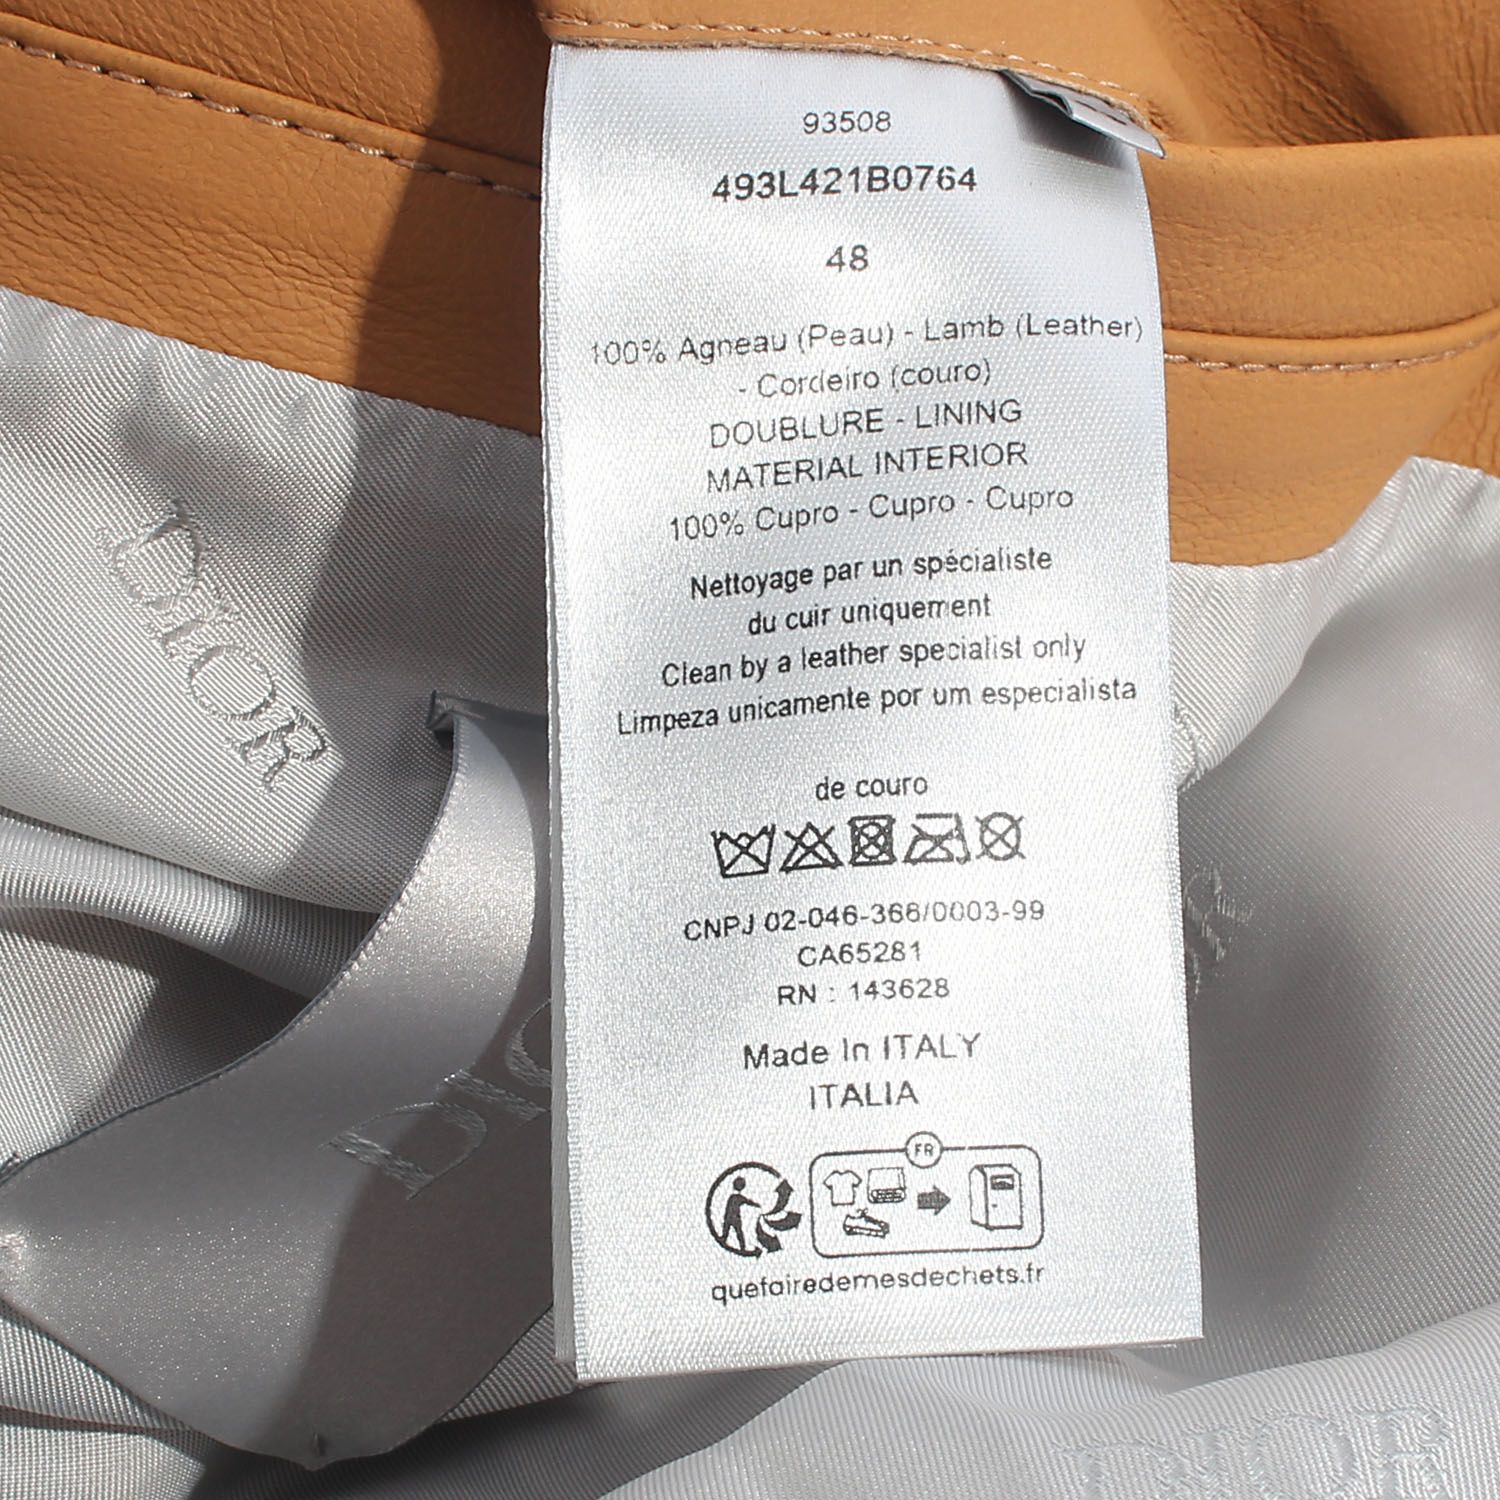 93508
493L421B0764
48
100% Agneau (Peau) - Lamb (Leather)
- Cordeiro (couro)
DOUBLURE - LINING
MATERIAL INTERIOR
100% Cupro - Cupro - Cupro
Nettoyage par un spécialiste
du cuir uniquement
Clean by a leather specialist only
Limpeza unicamente por um especialista
de couro
CNPJ 02-046-366/0003-99
CA65281
RN : 143628
Made In ITALY
ITALIA
FR
quefairedemesdechets.fr
DIOR
DIO
DIOR